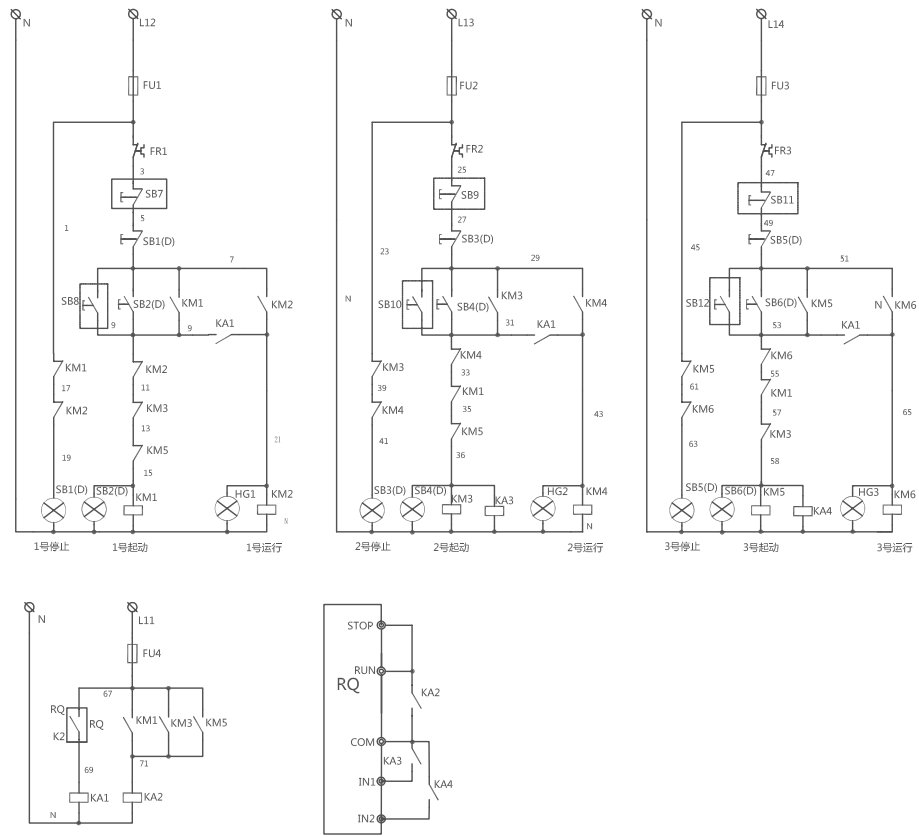 N
L12
FU1
FR1
3
SB7
5
SB1(D)
1
7
SB8
SB2(D)
KM1
KM2
9
9
KA1
KM1
KM2
17
11
KM2
KM3
13
21
KM5
19
15
SB1(D)
SB2(D)
KM1
HG1
KM2
N
1号停止
1号起动
1号运行
N
L13
FU2
FR2
25
SB9
27
SB3(D)
23
29
N
SB10
SB4(D)
KM3
KM4
31
KA1
KM3
KM4
39
33
KM4
KM1
35
43
KM5
41
36
SB3(D)
SB4(D)
KM3
KA3
HG2
KM4
N
2号停止
2号起动
2号运行
N
L14
FU3
FR3
47
SB11
49
SB5(D)
45
51
SB12
SB6(D)
KM5
N
KM6
53
KA1
KM6
KM5
55
61
KM1
KM6
57
65
KM3
63
58
SB5(D)
SB6(D)
KM5
KA4
HG3
KM6
3号停止
3号起动
3号运行
N
L11
FU4
67
RQ
RQ
K2
KM1
KM3
KM5
69
71
KA1
KA2
N
STOP
RUN
RQ
KA2
COM
KA3
IN1
KA4
IN2